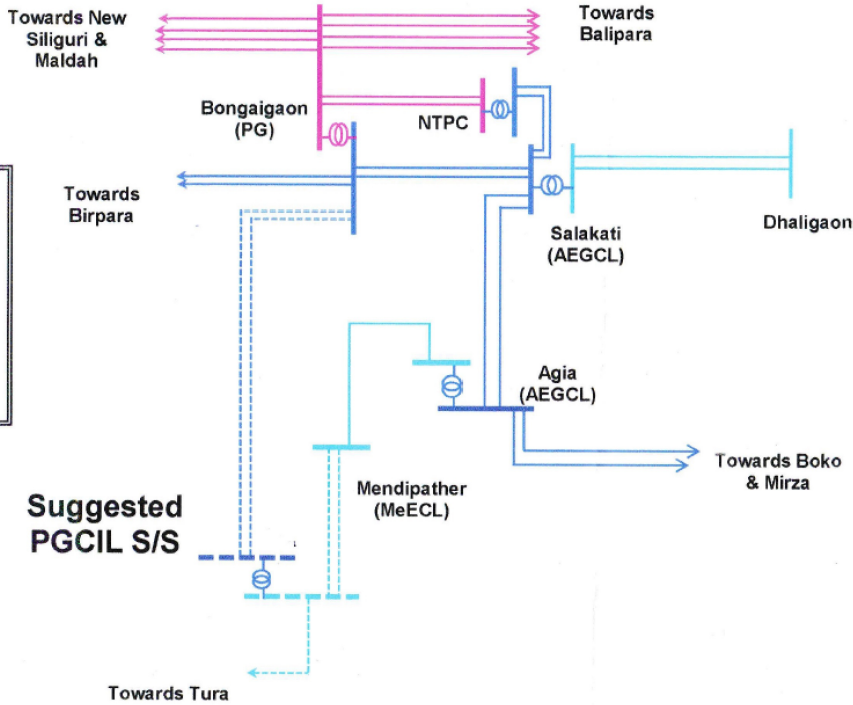 Towards New
Siliguri &
Maldah
Towards
Balipara
Bongaigaon
(PG)
NTPC
Towards
Birpara
Salakati
(AEGCL)
Dhaligaon
Agia
(AEGCL)
Towards Boko
& Mirza
Mendipather
(MeECL)
Suggested
PGCIL S/S
Towards Tura